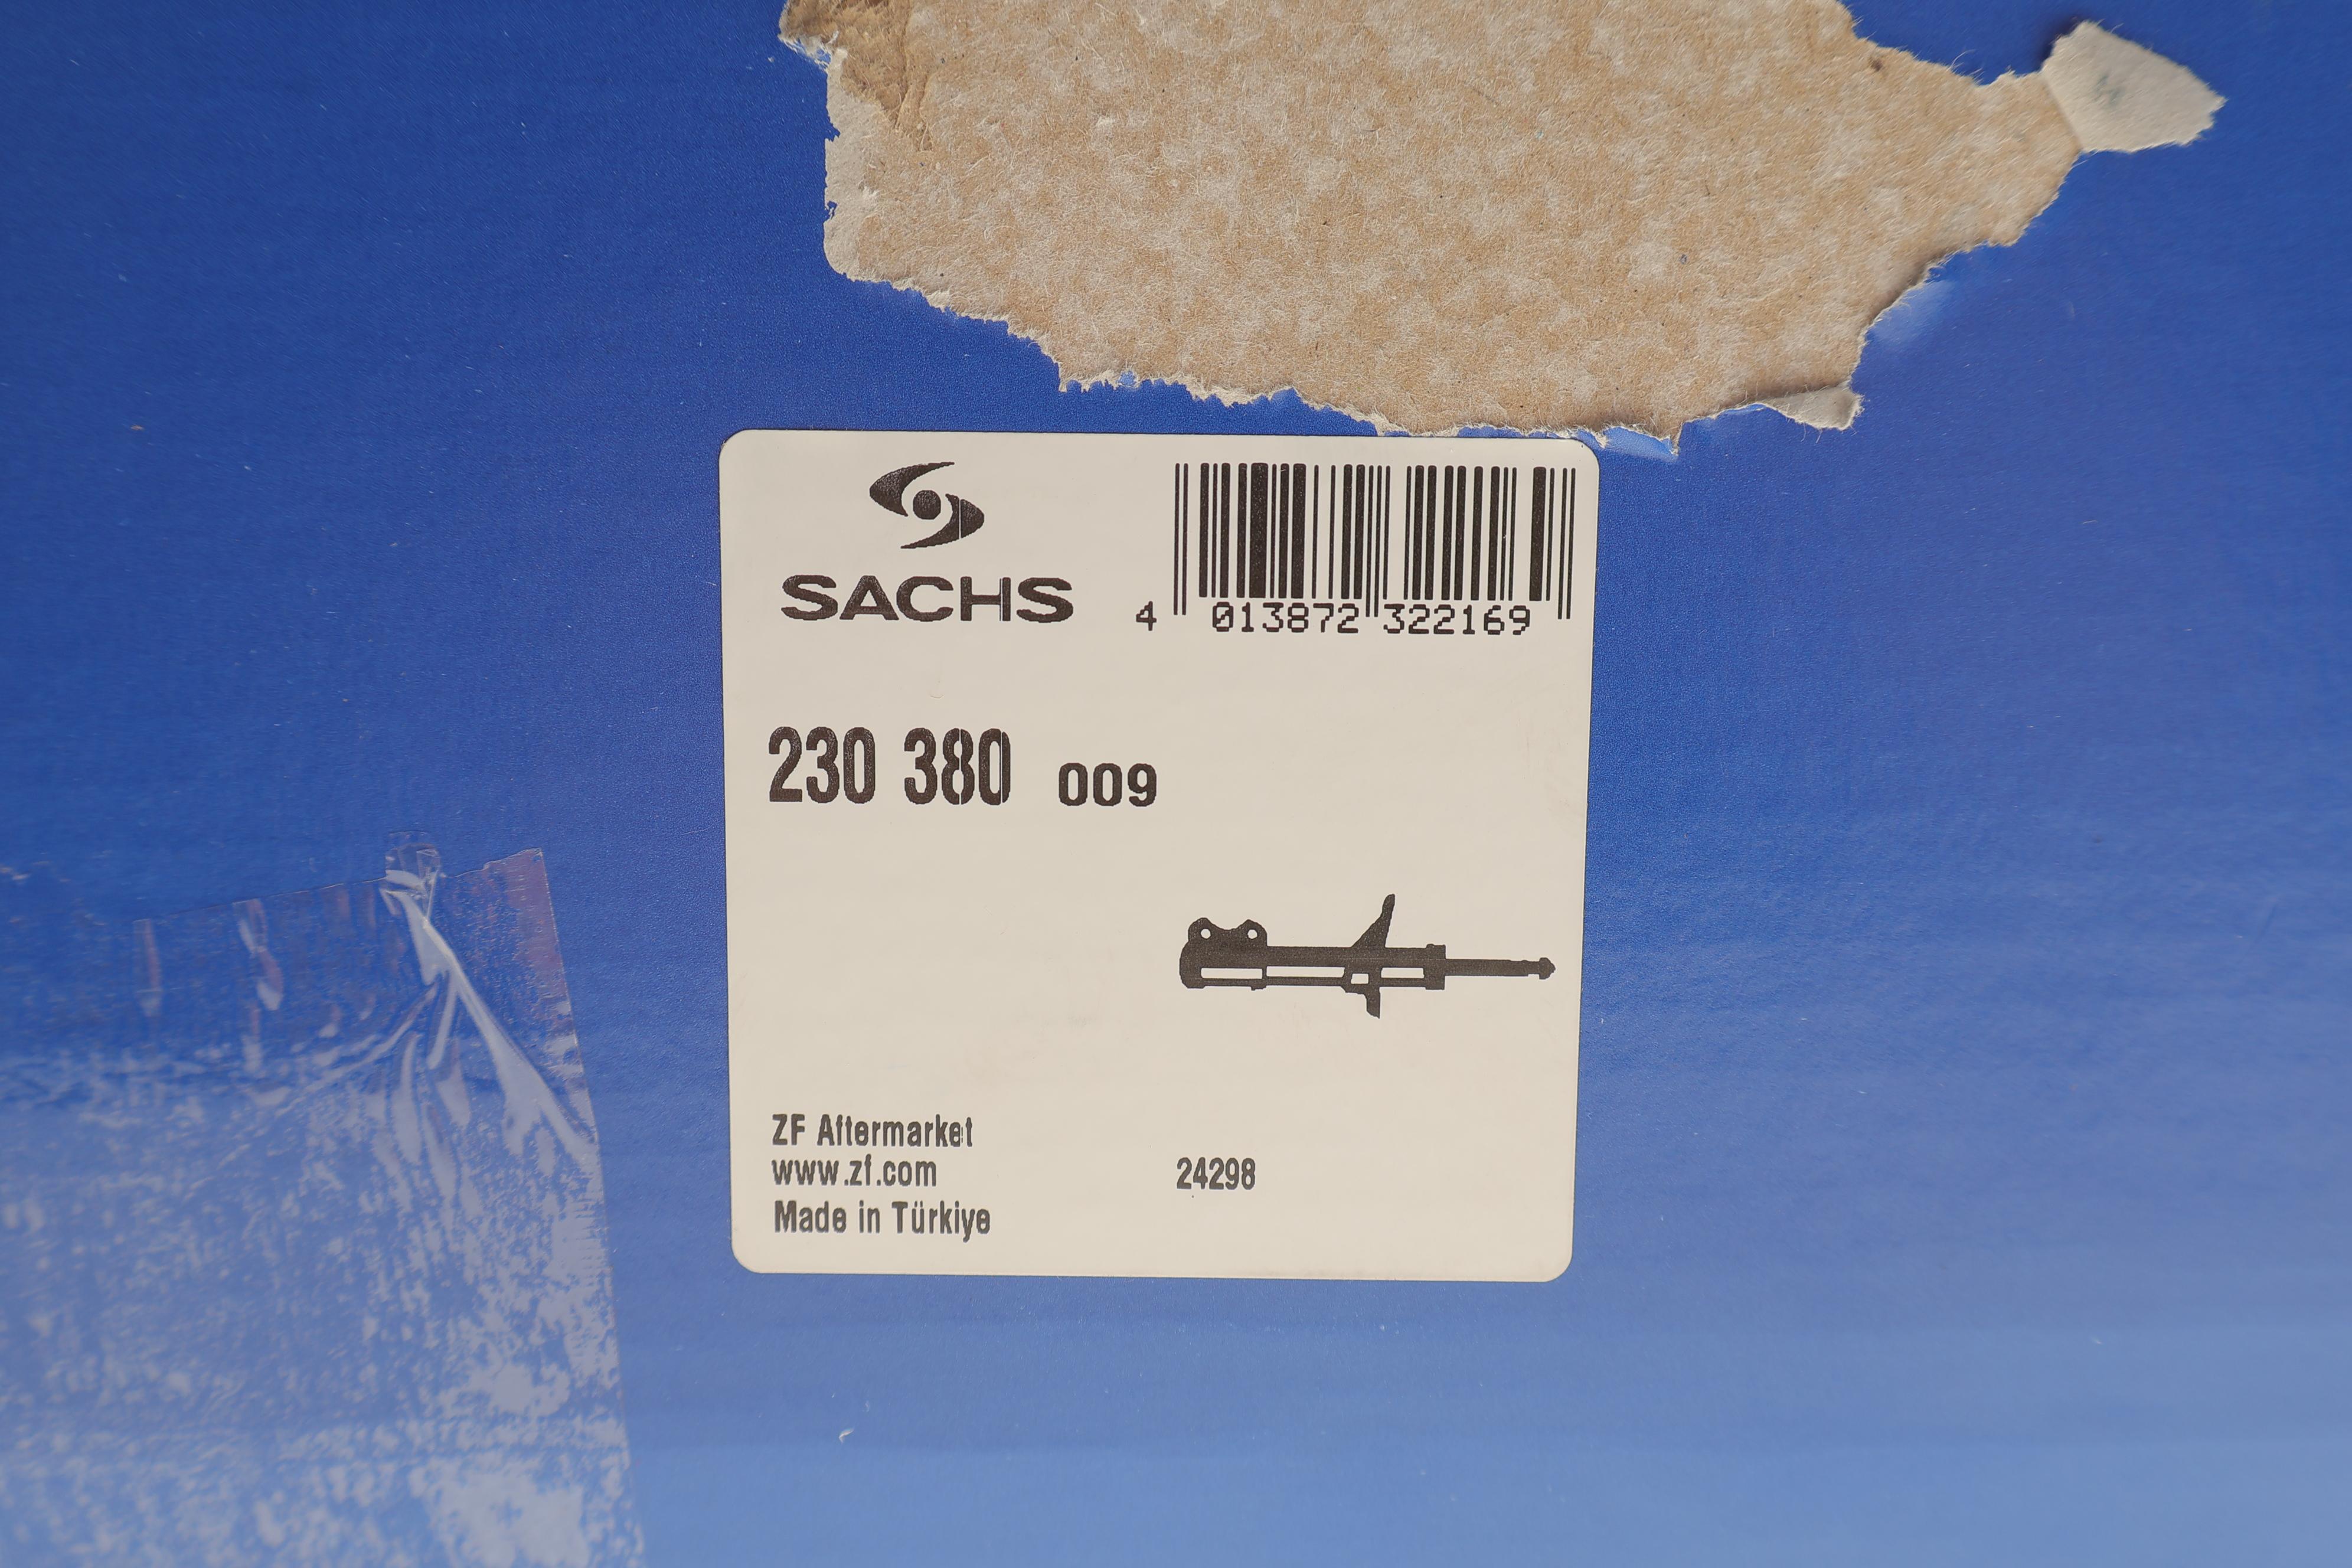 SACHS
4 013872 322169
230 380 009
ZF Aftermarket
www.zf.com
24298
Made in Türkiye